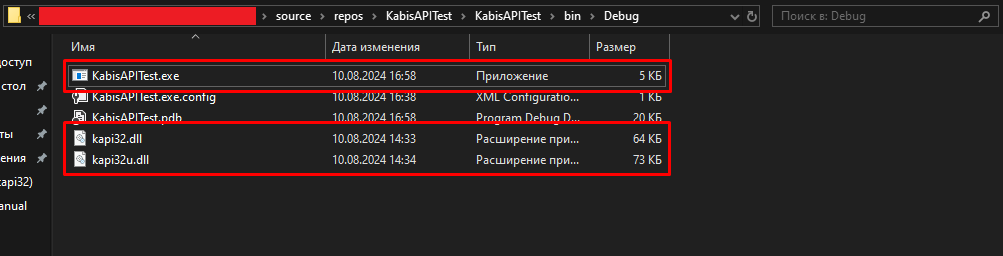 source > repos > KabisAPITest > KabisAPITest > bin > Debug
Поиск в: Debug
Имя Дата изменения Тип Размер
доступ
KabisAPITest.exe 10.08.2024 16:58 Приложение 5 КБ
стол
KabisAPITest.exe.config 10.08.2024 16:38 XML Configuratio... 1 КБ
KabisAPITest.pdb 10.08.2024 16:58 Program Debug D... 20 КБ
ты
kapi32.dll 10.08.2024 14:33 Расширение при... 64 КБ
ения
kapi32u.dll 10.08.2024 14:34 Расширение при... 73 КБ
api32)
anual